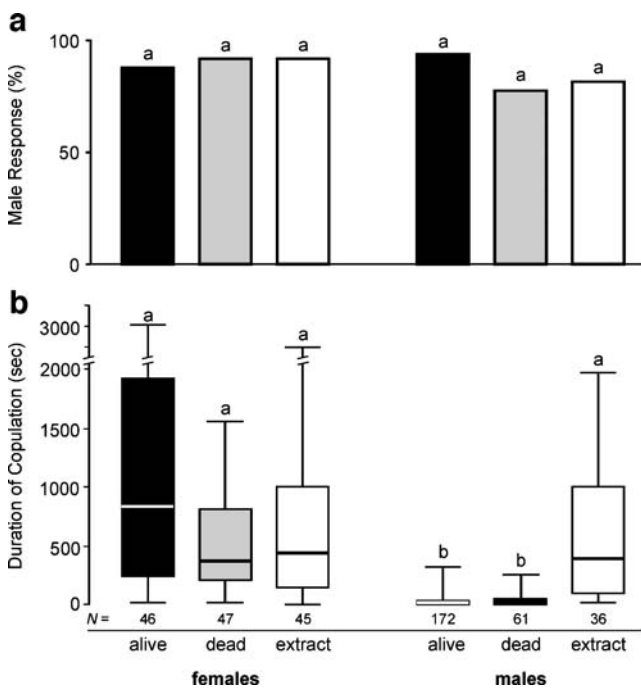 a
100
50
0
Male Response (%)
a a a a a a
b
3000
2000
1500
1000
500
0
Duration of Copulation (sec)
a a a b b a
N = 46 47 45 172 61 36
alive dead extract alive dead extract
females males